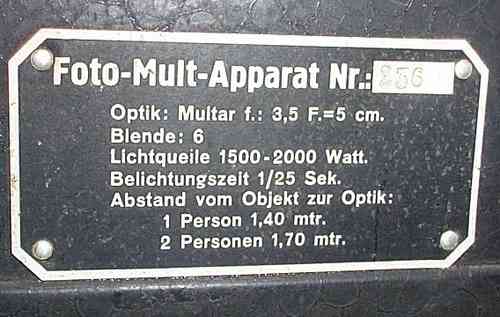 Foto-Mult-Apparat Nr.: 256
Optik: Multar f.: 3,5 F.=5 cm.
Blende: 6
Lichtqueile 1500-2000 Watt.
Belichtungszeit 1/25 Sek.
Abstand vom Objekt zur Optik:
1 Person 1,40 mtr.
2 Personen 1,70 mtr.